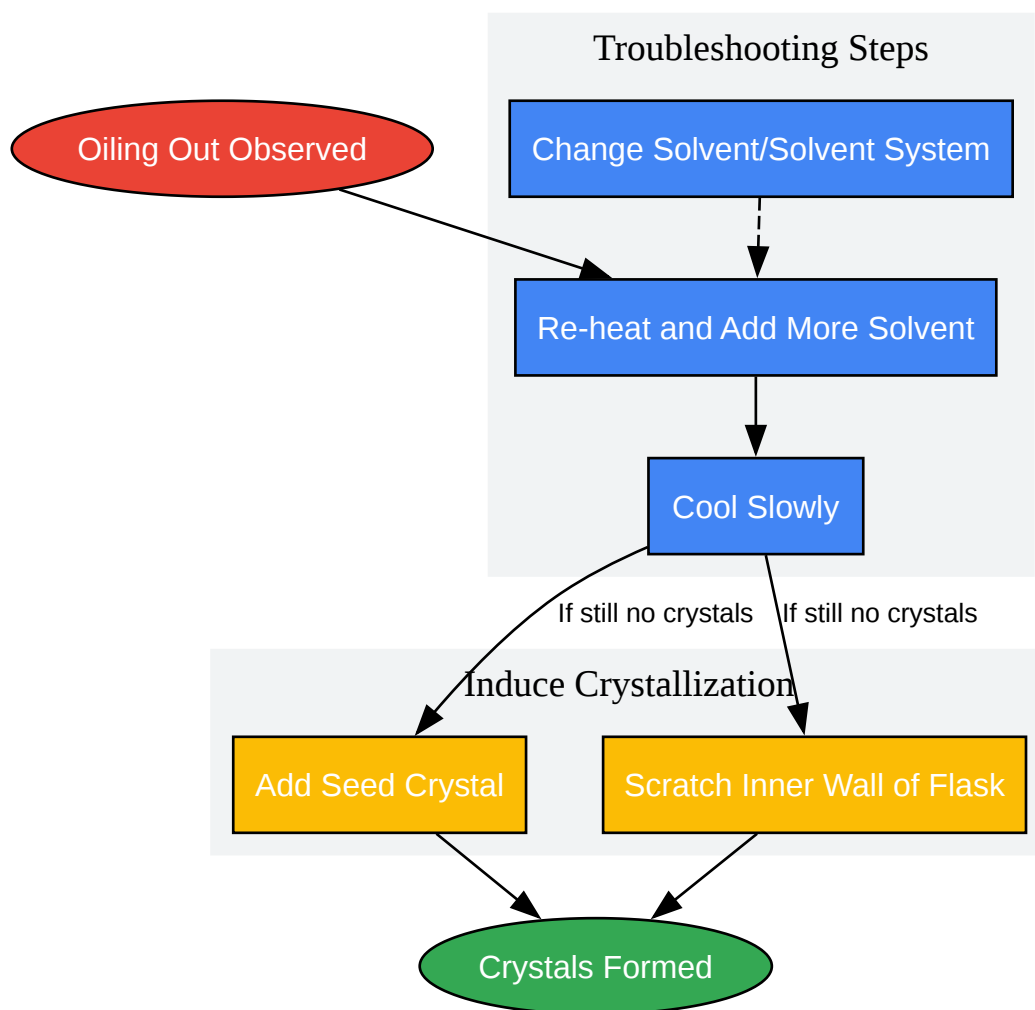 Troubleshooting Steps
Oiling Out Observed
Change Solvent/Solvent System
Re-heat and Add More Solvent
Cool Slowly
If still no crystals
If still no crystals
Induce Crystallization
Add Seed Crystal
Scratch Inner Wall of Flask
Crystals Formed